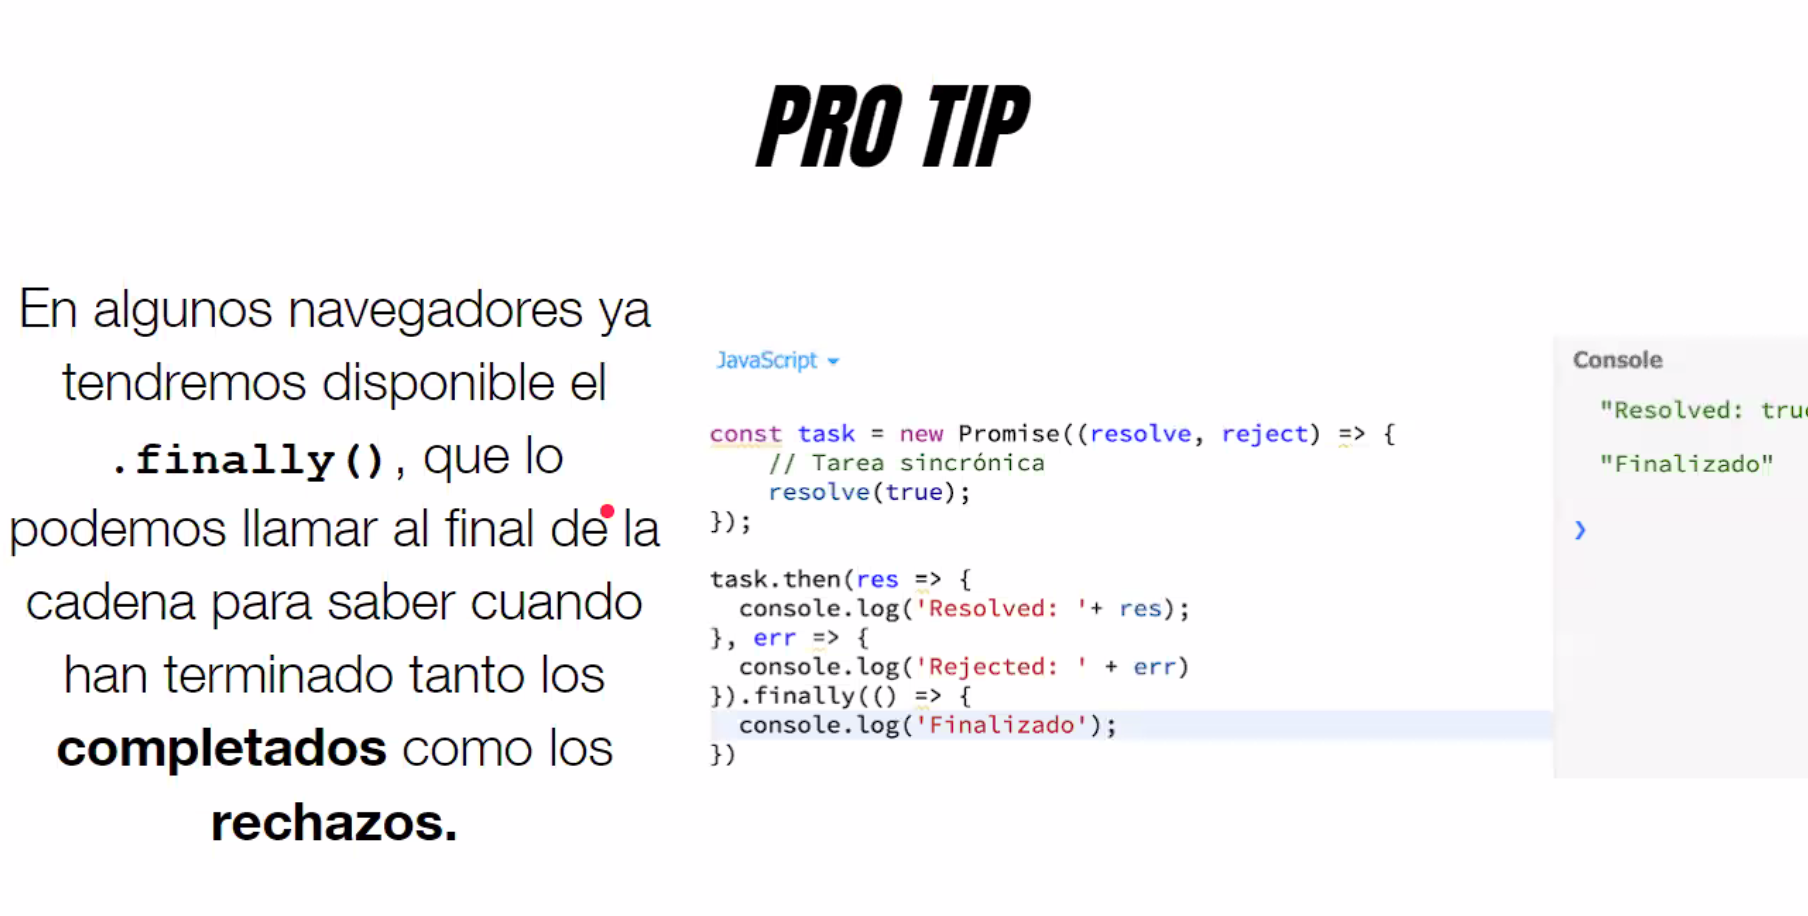 PRO TIP
En algunos navegadores ya
tendremos disponible el
.finally(), que lo
podemos llamar al final de la
cadena para saber cuando
han terminado tanto los
completados como los
rechazos.
JavaScript
const task = new Promise((resolve, reject) => {
    // Tarea sincrónica
    resolve(true);
});
task.then(res => {
  console.log('Resolved: '+ res);
}, err => {
  console.log('Rejected: ' + err)
}).finally(() => {
  console.log('Finalizado');
})
Console
"Resolved: tru
"Finalizado"